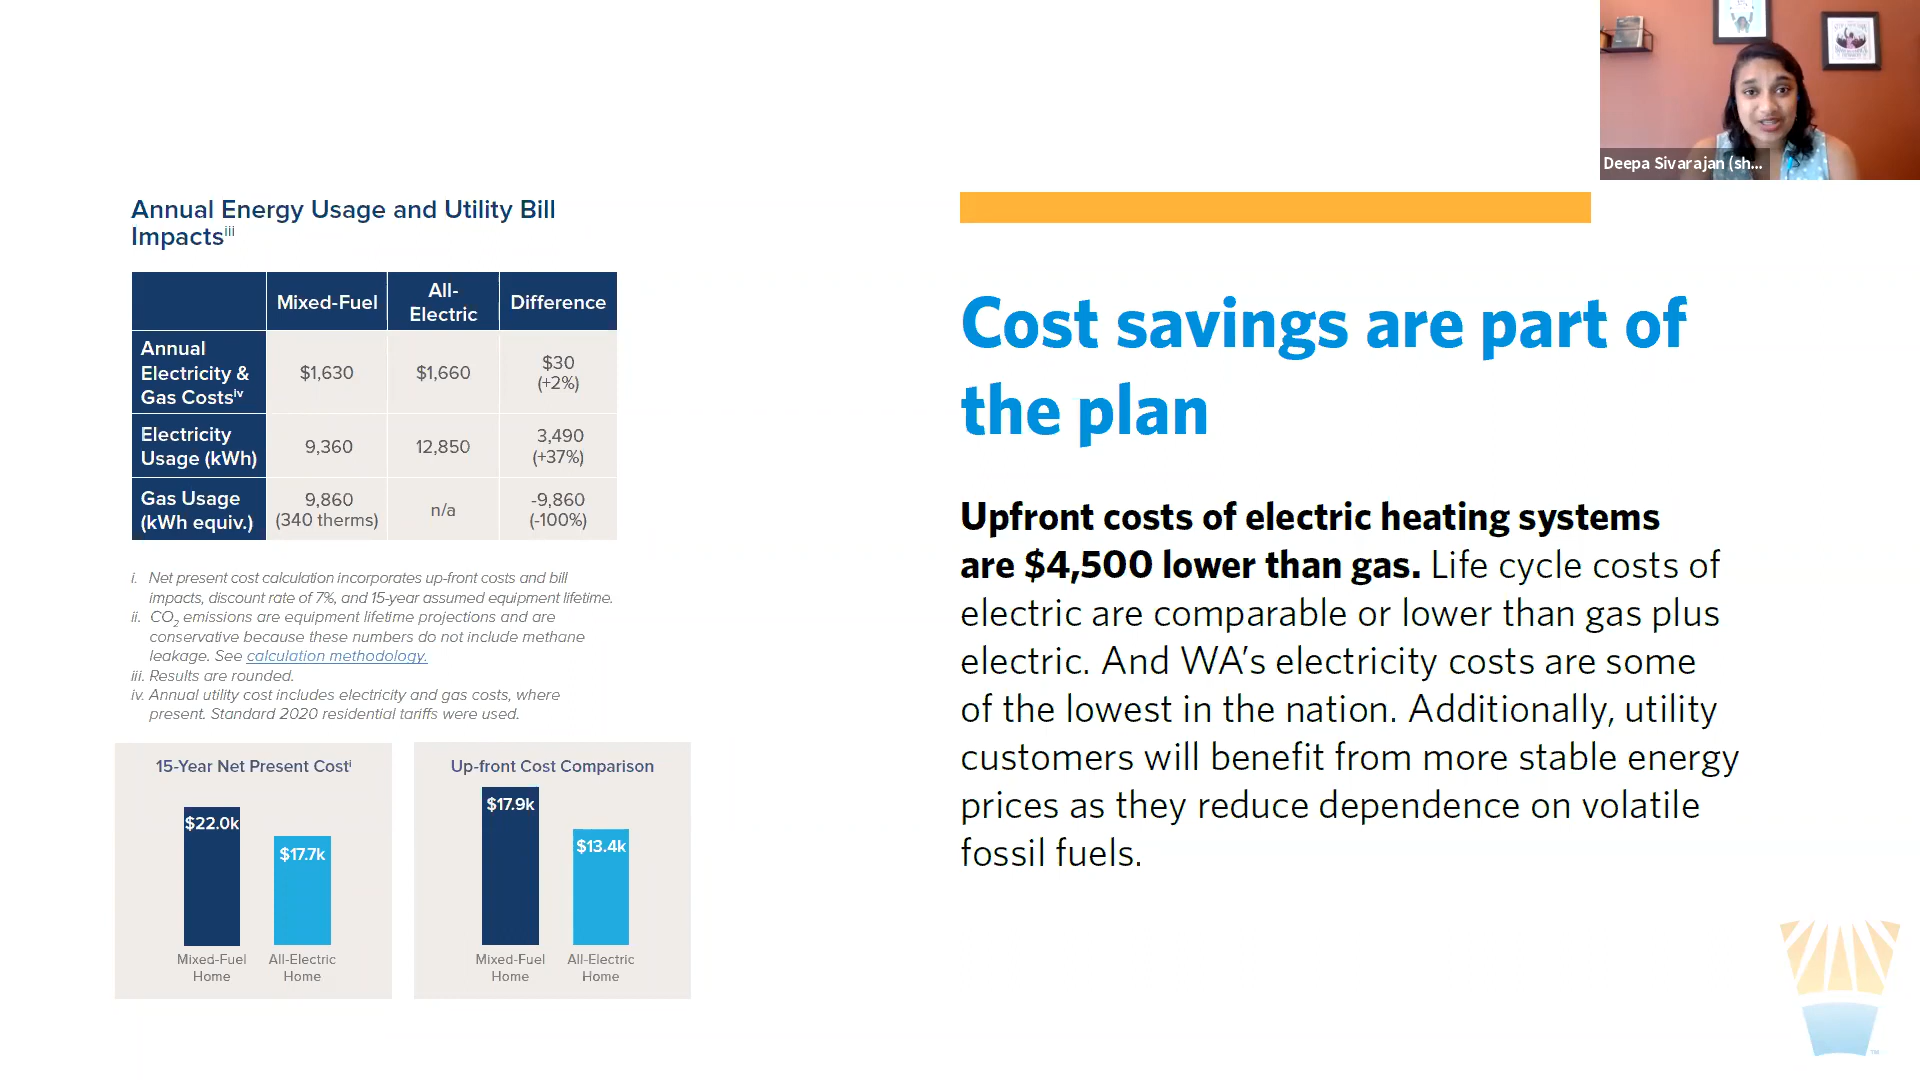 Deepa Sivarajan (sh...
Annual Energy Usage and Utility Bill
Impactsⁱⁱⁱ
Mixed-Fuel
All-
Electric
Difference
Annual
Electricity &
Gas Costsⁱᵛ
$1,630
$1,660
$30
(+2%)
Electricity
Usage (kWh)
9,360
12,850
3,490
(+37%)
Gas Usage
(kWh equiv.)
9,860
(340 therms)
n/a
-9,860
(-100%)
i. Net present cost calculation incorporates up-front costs and bill
impacts, discount rate of 7%, and 15-year assumed equipment lifetime.
ii. CO₂ emissions are equipment lifetime projections and are
conservative because these numbers do not include methane
leakage. See calculation methodology.
iii. Results are rounded.
iv. Annual utility cost includes electricity and gas costs, where
present. Standard 2020 residential tariffs were used.
15-Year Net Present Costⁱ
$22.0k
$17.7k
Mixed-Fuel
Home
All-Electric
Home
Up-front Cost Comparison
$17.9k
$13.4k
Mixed-Fuel
Home
All-Electric
Home
Cost savings are part of
the plan
Upfront costs of electric heating systems
are $4,500 lower than gas. Life cycle costs of
electric are comparable or lower than gas plus
electric. And WA’s electricity costs are some
of the lowest in the nation. Additionally, utility
customers will benefit from more stable energy
prices as they reduce dependence on volatile
fossil fuels.
TM